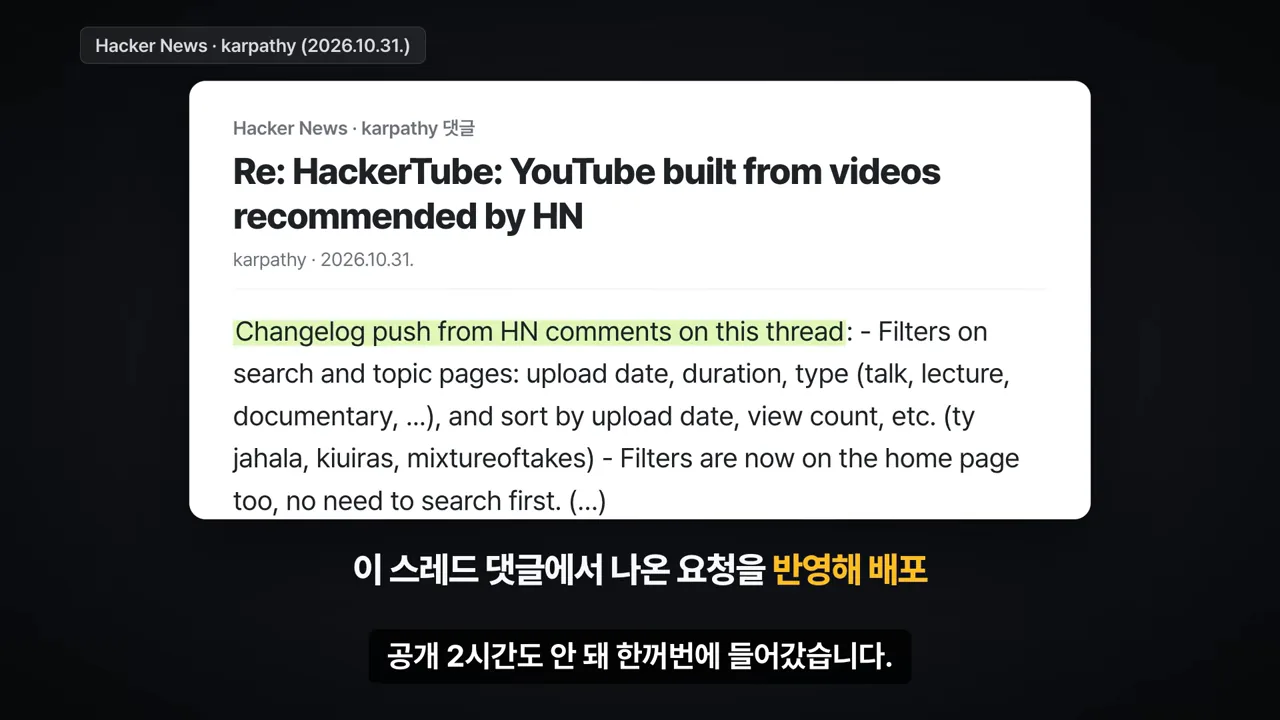 Hacker News · karpathy (2026.10.31.)
Hacker News · karpathy 댓글
Re: HackerTube: YouTube built from videos
recommended by HN
karpathy · 2026.10.31.
Changelog push from HN comments on this thread: - Filters on
search and topic pages: upload date, duration, type (talk, lecture,
documentary, ...), and sort by upload date, view count, etc. (ty
jahala, kiuiras, mixtureoftakes) - Filters are now on the home page
too, no need to search first. (...)
이 스레드 댓글에서 나온 요청을 반영해 배포
공개 2시간도 안 돼 한꺼번에 들어갔습니다.